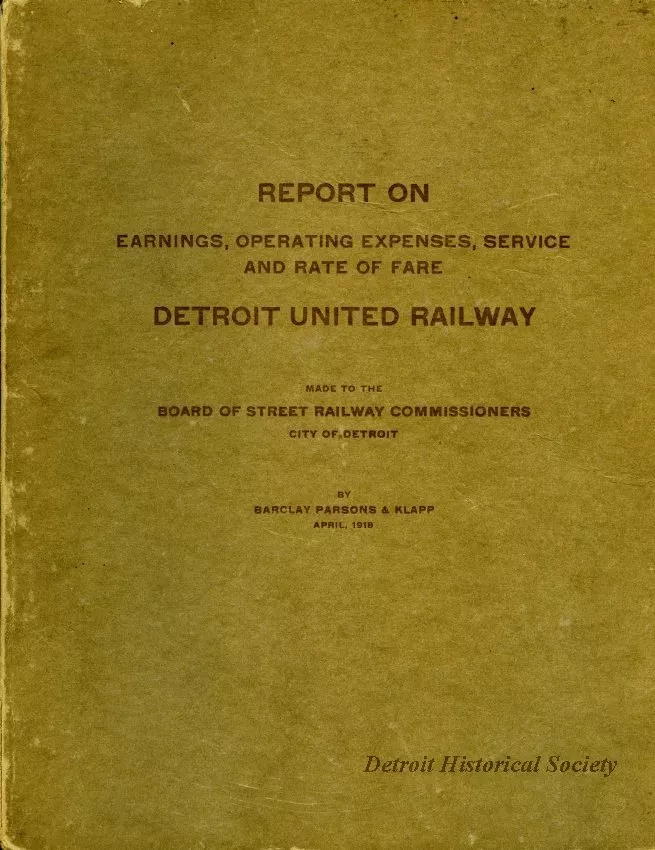 REPORT ON
EARNINGS, OPERATING EXPENSES, SERVICE
AND RATE OF FARE
DETROIT UNITED RAILWAY
MADE TO THE
BOARD OF STREET RAILWAY COMMISSIONERS
CITY OF DETROIT
BY
BARCLAY PARSONS & KLAPP
APRIL, 1918
Detroit Historical Society